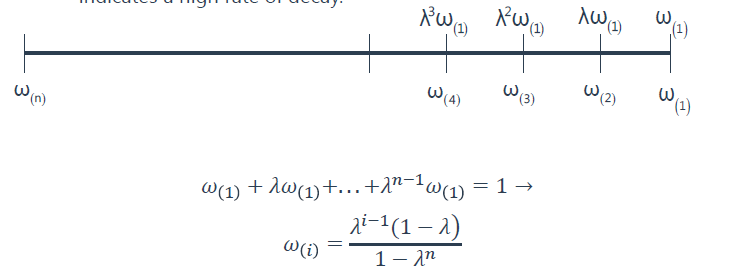 indicates a high rate of decay.
λ³ω₍₁₎ λ²ω₍₁₎ λω₍₁₎ ω₍₁₎
ω₍ₙ₎ ω₍₄₎ ω₍₃₎ ω₍₂₎ ω₍₁₎
ω₍₁₎ + λω₍₁₎+…+λⁿ⁻¹ω₍₁₎ = 1 →
ω₍ᵢ₎ = λⁱ⁻¹(1 − λ) / 1 − λⁿ